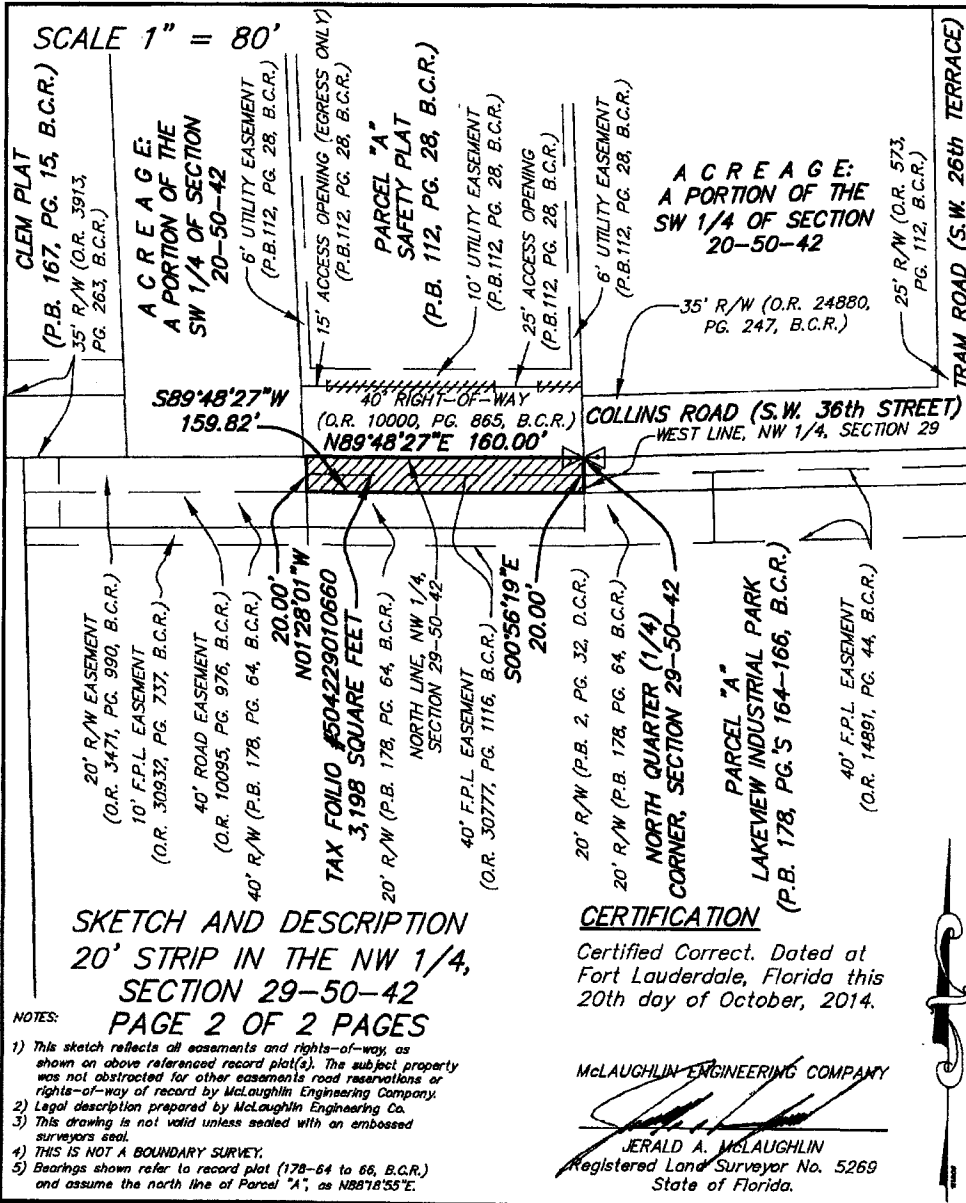 SCALE 1" = 80'
CLEM PLAT
(P.B. 167, PG. 15, B.C.R.)
35' R/W (O.R. 3913,
PG. 263, B.C.R.)
A C R E A G E:
A PORTION OF THE
SW 1/4 OF SECTION
20-50-42
6' UTILITY EASEMENT
(P.B.112, PG. 28, B.C.R.)
15' ACCESS OPENING (EGRESS ONLY)
(P.B.112, PG. 28, B.C.R.)
PARCEL "A"
SAFETY PLAT
(P.B. 112, PG. 28, B.C.R.)
10' UTILITY EASEMENT
(P.B.112, PG. 28, B.C.R.)
25' ACCESS OPENING
(P.B.112, PG. 28, B.C.R.)
6' UTILITY EASEMENT
(P.B.112, PG. 28, B.C.R.)
A C R E A G E:
A PORTION OF THE
SW 1/4 OF SECTION
20-50-42
35' R/W (O.R. 24880,
PG. 247, B.C.R.)
25' R/W (O.R. 573,
PG. 112, B.C.R.)
TRAM ROAD (S.W. 26th TERRACE)
S89°48'27"W
159.82'
40' RIGHT-OF-WAY
(O.R. 10000, PG. 865, B.C.R.)
N89°48'27"E 160.00'
COLLINS ROAD (S.W. 36th STREET)
WEST LINE, NW 1/4, SECTION 29
20' R/W EASEMENT
(O.R. 3471, PG. 990, B.C.R.)
10' F.P.L. EASEMENT
(O.R. 30932, PG. 737, B.C.R.)
40' ROAD EASEMENT
(O.R. 10095, PG. 976, B.C.R.)
40' R/W (P.B. 178, PG. 64, B.C.R.)
20.00'
N01°28'01"W
TAX FOLIO #504229010660
3,198 SQUARE FEET
20' R/W (P.B. 178, PG. 64, B.C.R.)
NORTH LINE, NW 1/4,
SECTION 29-50-42
40' F.P.L. EASEMENT
(O.R. 30777, PG. 1116, B.C.R.)
S00°56'19"E
20.00'
20' R/W (P.B. 2, PG. 32, D.C.R.)
20' R/W (P.B. 178, PG. 64, B.C.R.)
NORTH QUARTER (1/4)
CORNER, SECTION 29-50-42
PARCEL "A"
LAKEVIEW INDUSTRIAL PARK
(P.B. 178, PG.'S 164-166, B.C.R.)
40' F.P.L. EASEMENT
(O.R. 14891, PG. 44, B.C.R.)
SKETCH AND DESCRIPTION
20' STRIP IN THE NW 1/4,
SECTION 29-50-42
PAGE 2 OF 2 PAGES
NOTES:
1) This sketch reflects all easements and rights-of-way, as
shown on above referenced record plat(s). The subject property
was not abstracted for other easements road reservations or
rights-of-way of record by McLaughlin Engineering Company.
2) Legal description prepared by McLaughlin Engineering Co.
3) This drawing is not valid unless sealed with an embossed
surveyors seal.
4) THIS IS NOT A BOUNDARY SURVEY.
5) Bearings shown refer to record plat (178-64 to 66, B.C.R.)
and assume the north line of Parcel "A", as N88°18'55"E.
CERTIFICATION
Certified Correct. Dated at
Fort Lauderdale, Florida this
20th day of October, 2014.
McLAUGHLIN ENGINEERING COMPANY
JERALD A. McLAUGHLIN
Registered Land Surveyor No. 5269
State of Florida.